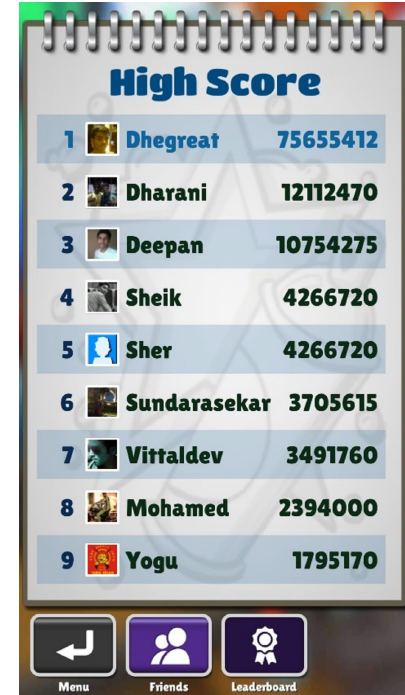 High Score
1 Dhegreat 75655412
2 Dharani 12112470
3 Deepan 10754275
4 Sheik 4266720
5 Sher 4266720
6 Sundarasekar 3705615
7 Vittaldev 3491760
8 Mohamed 2394000
9 Yogu 1795170
Menu Friends Leaderboard